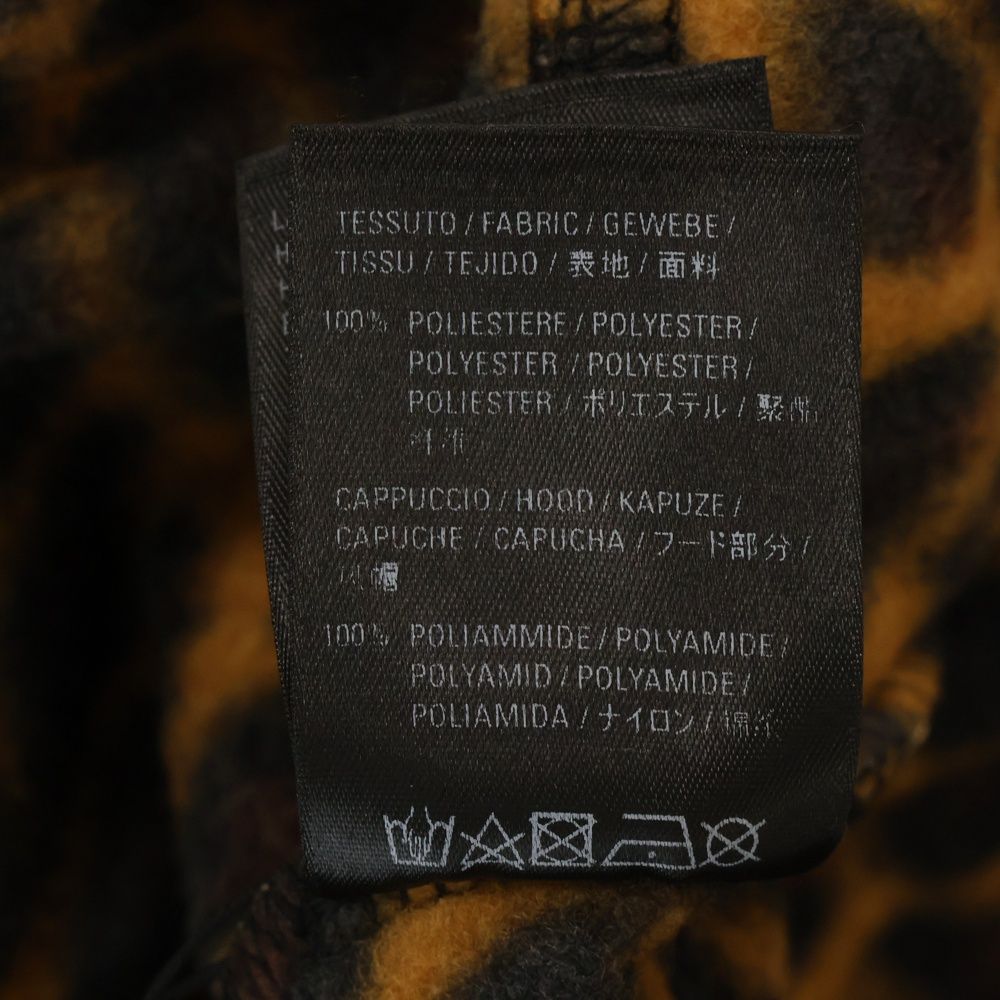 TESSUTO / FABRIC / GEWEBE /
TISSU / TEJIDO / 表地 / 面料
100% POLIESTERE / POLYESTER /
POLYESTER / POLYESTER /
POLIESTER / ポリエステル / 聚酯
CAPPUCCIO / HOOD / KAPUZE /
CAPUCHE / CAPUCHA / フード部分 /
100% POLIAMMIDE / POLYAMIDE /
POLYAMID / POLYAMIDE /
POLIAMIDA / ナイロン /